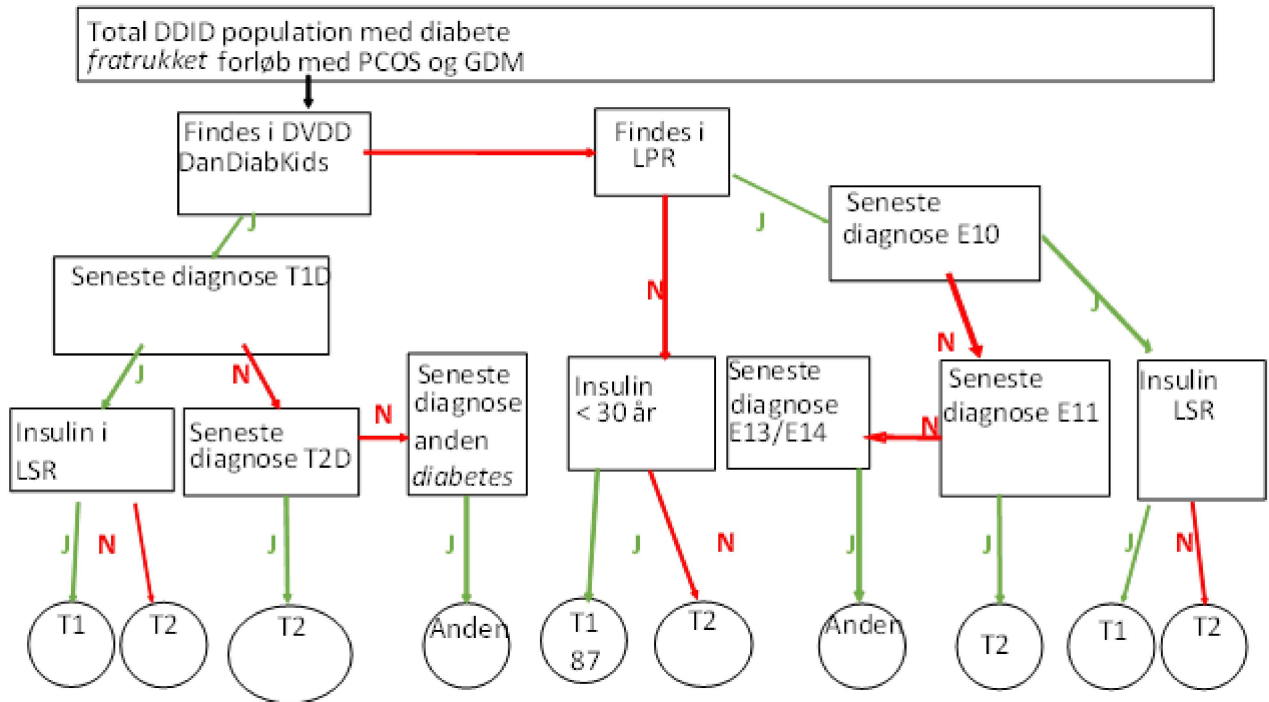 Total DDID population med diabete
fratrukket forløb med PCOS og GDM
Findes i DVDD
DanDiabKids
Findes i
LPR
Seneste
diagnose E10
J
J
Seneste diagnose T1D
N
J
J
N
N
Insulin i
LSR
Seneste
diagnose T2D
N
Seneste
diagnose
anden
diabetes
Insulin
< 30 år
Seneste
diagnose
E13/E14
N
Seneste
diagnose E11
Insulin
LSR
J
N
J
J
J
N
J
J
J
N
T1
T2
T2
Anden
T1
87
T2
Anden
T2
T1
T2